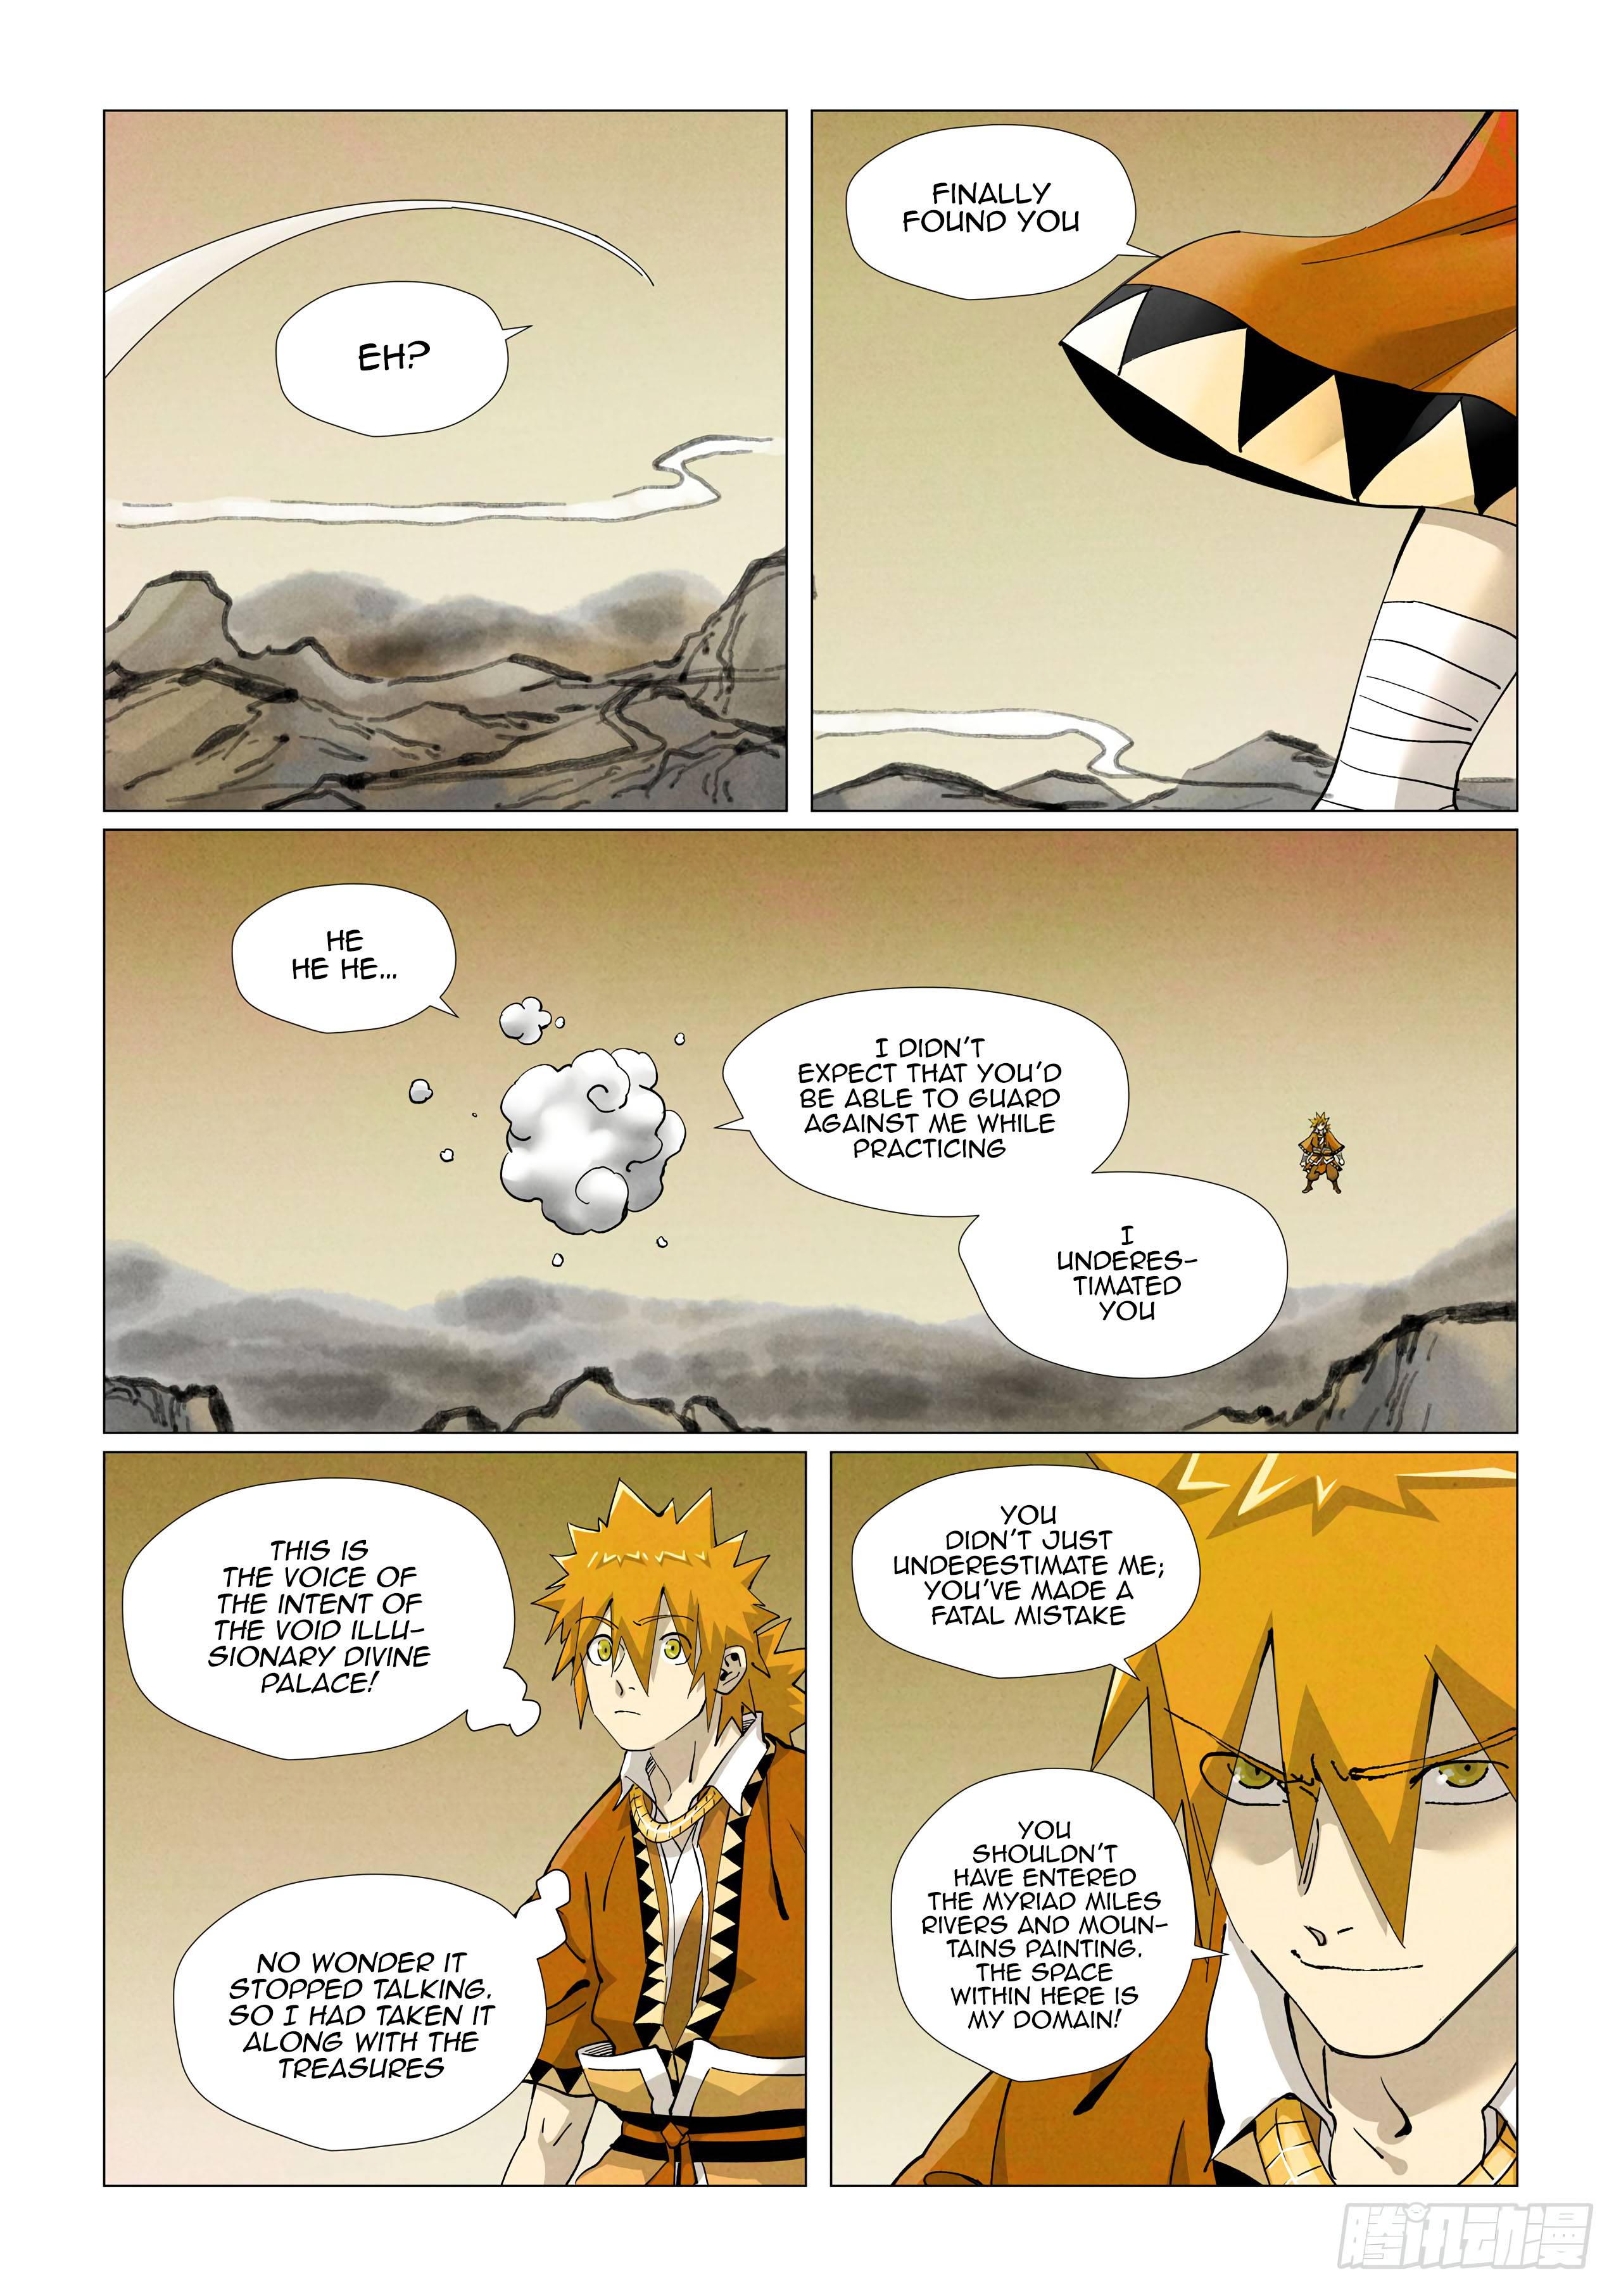 EH?
FINALLY
FOUND YOU
HE
HE HE...
I DIDN'T
EXPECT THAT YOU'D
BE ABLE TO GUARD
AGAINST ME WHILE
PRACTICING
I
UNDERES-
TIMATED
YOU
THIS IS
THE VOICE OF
THE INTENT OF
THE VOID ILLU-
SIONARY DIVINE
PALACE!
NO WONDER IT
STOPPED TALKING.
SO I HAD TAKEN IT
ALONG WITH THE
TREASURES
YOU
DIDN'T JUST
UNDERESTIMATE ME;
YOU'VE MADE A
FATAL MISTAKE
YOU
SHOULDN'T
HAVE ENTERED
THE MYRIAD MILES
RIVERS AND MOUN-
TAINS PAINTING.
THE SPACE
WITHIN HERE IS
MY DOMAIN!
腾讯动漫